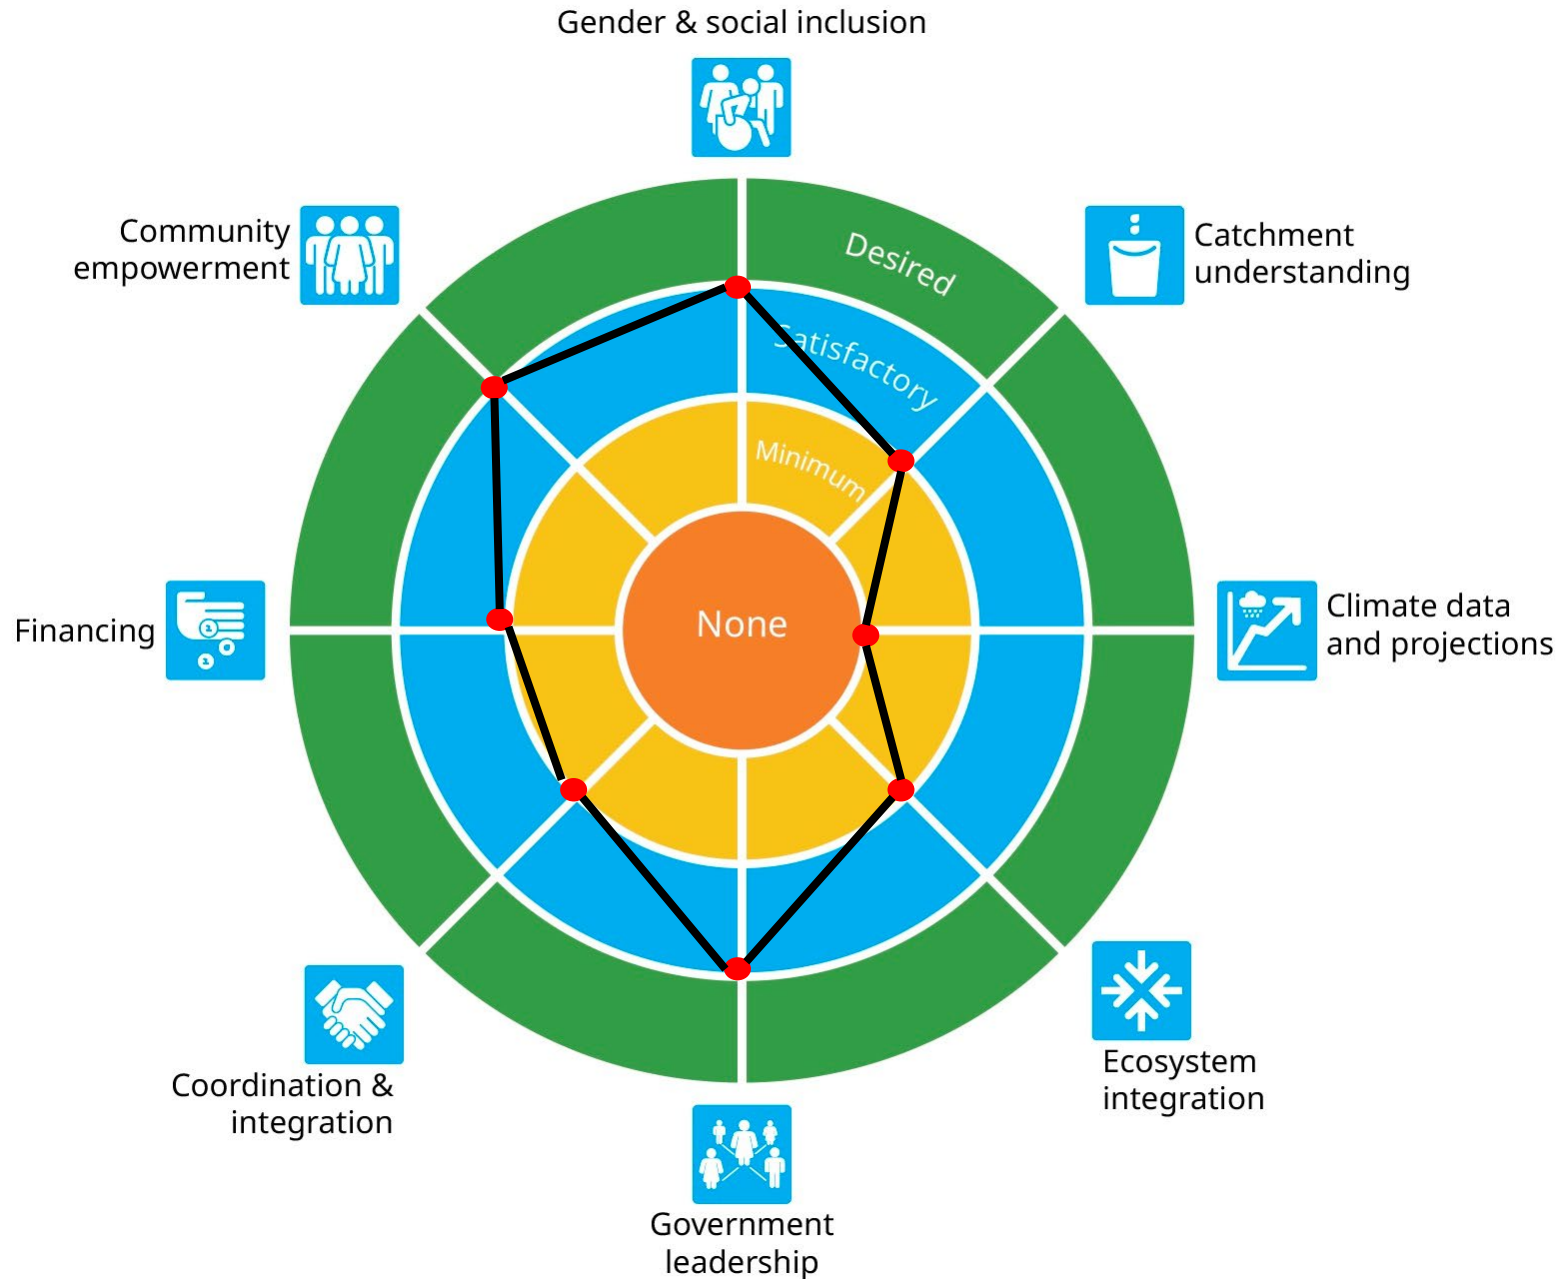 Gender & social inclusion
Community
empowerment
Catchment
understanding
Desired
Satisfactory
Minimum
None
Financing
Climate data
and projections
Ecosystem
integration
Coordination &
integration
Government
leadership